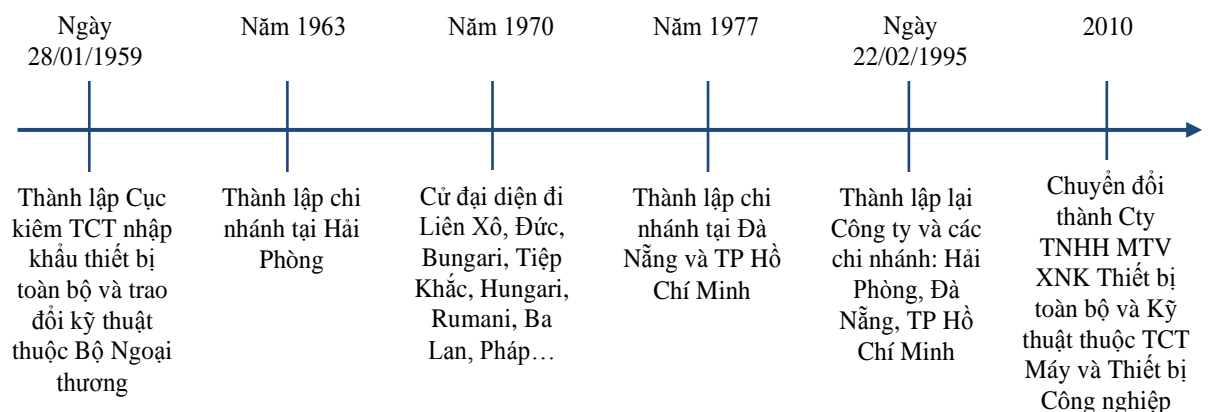 Ngày
28/01/1959
Năm 1963
Năm 1970
Năm 1977
Ngày
22/02/1995
2010
Thành lập Cục
kiêm TCT nhập
khẩu thiết bị
toàn bộ và trao
đổi kỹ thuật
thuộc Bộ Ngoại
thương
Thành lập chi
nhánh tại Hải
Phòng
Cử đại diện đi
Liên Xô, Đức,
Bungari, Tiệp
Khắc, Hungari,
Rumani, Ba
Lan, Pháp…
Thành lập chi
nhánh tại Đà
Nẵng và TP Hồ
Chí Minh
Thành lập lại
Công ty và các
chi nhánh: Hải
Phòng, Đà
Nẵng, TP Hồ
Chí Minh
Chuyển đổi
thành Cty
TNHH MTV
XNK Thiết bị
toàn bộ và Kỹ
thuật thuộc TCT
Máy và Thiết bị
Công nghiệp